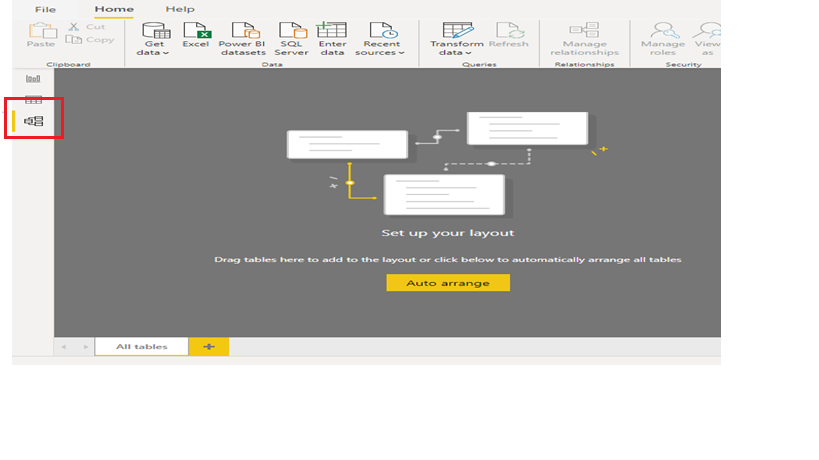 File Home Help
Paste
Cut
Copy
Clipboard
Get data
Excel
Power BI datasets
SQL Server
Enter data
Recent sources
Data
Transform data
Refresh
Queries
Manage relationships
Relationships
Manage roles
View as
Security
Set up your layout
Drag tables here to add to the layout or click below to automatically arrange all tables
Auto arrange
All tables